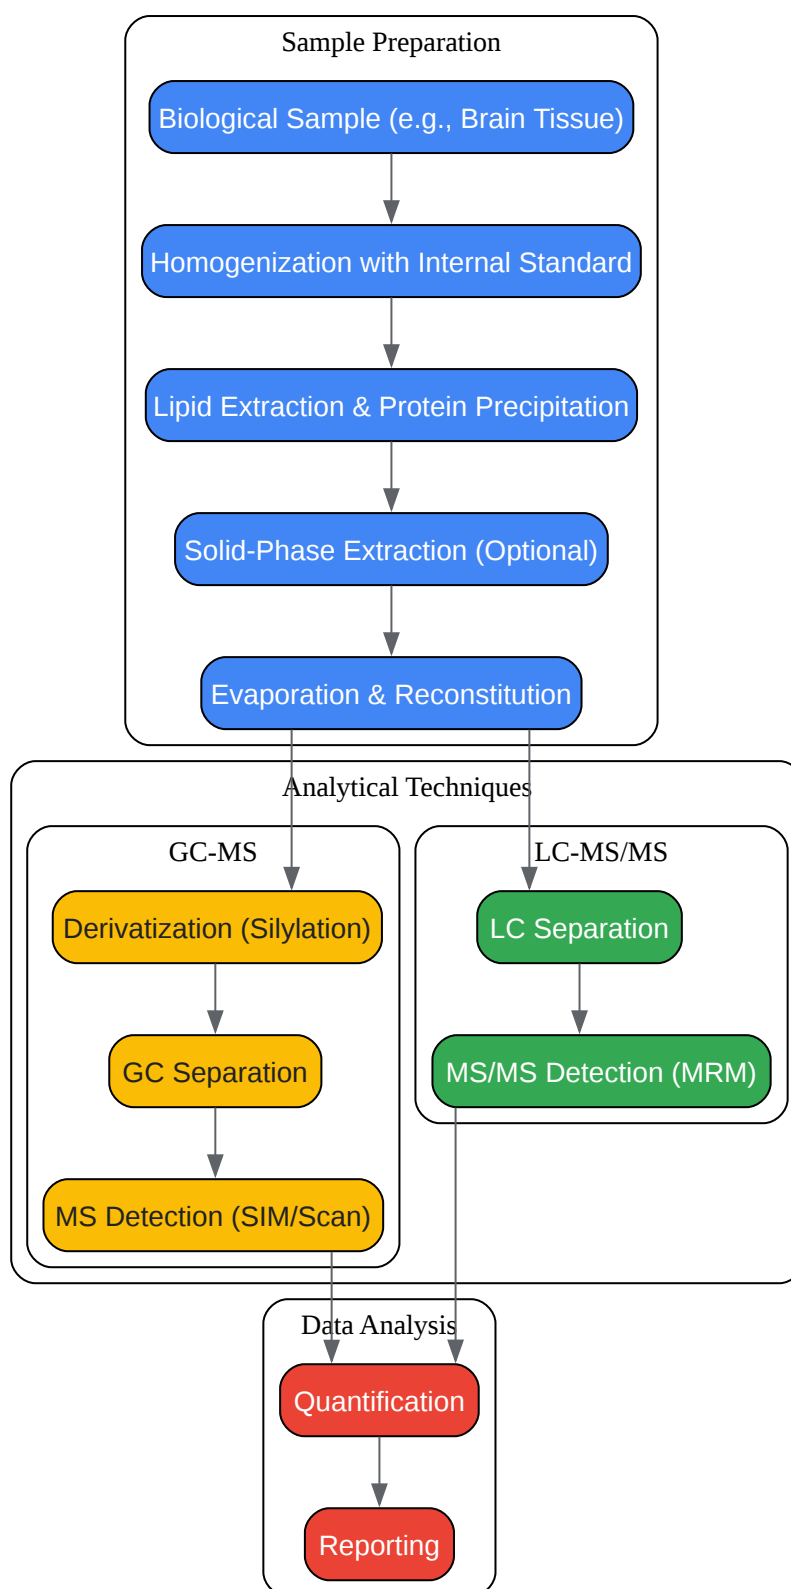 Sample Preparation
Biological Sample (e.g., Brain Tissue)
Homogenization with Internal Standard
Lipid Extraction & Protein Precipitation
Solid-Phase Extraction (Optional)
Evaporation & Reconstitution
Analytical Techniques
GC-MS
Derivatization (Silylation)
GC Separation
MS Detection (SIM/Scan)
LC-MS/MS
LC Separation
MS/MS Detection (MRM)
Data Analysis
Quantification
Reporting